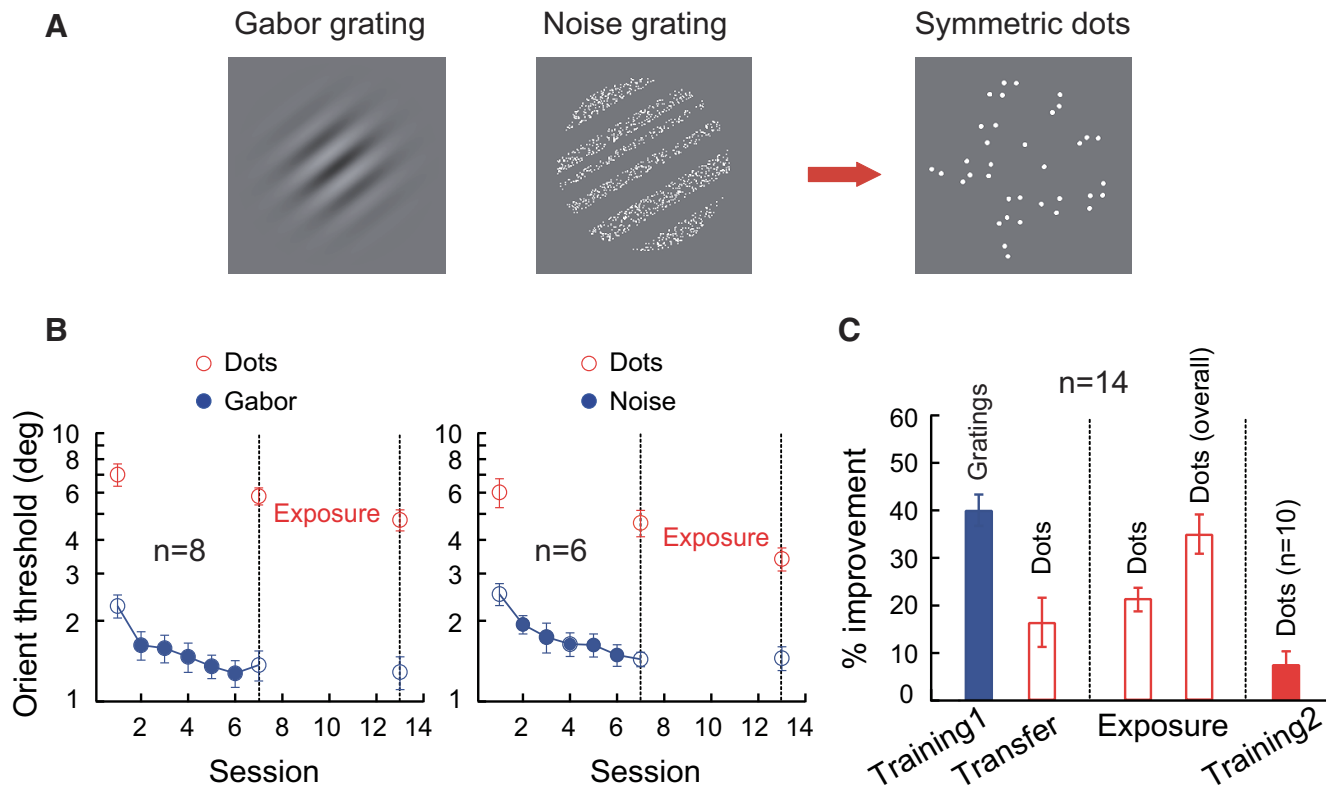 A
Gabor grating
Noise grating
Symmetric dots
B
Dots
Gabor
Orient threshold (deg)
10
8
7
6
4
3
2
1
Exposure
n=8
2 4 6 8 10 12 14
Session
Dots
Noise
10
8
7
6
4
3
2
1
Exposure
n=6
2 4 6 8 10 12 14
Session
C
n=14
% improvement
60
50
40
30
20
10
0
Gratings
Dots
Dots
Dots (overall)
Dots (n=10)
Training1
Transfer
Exposure
Training2